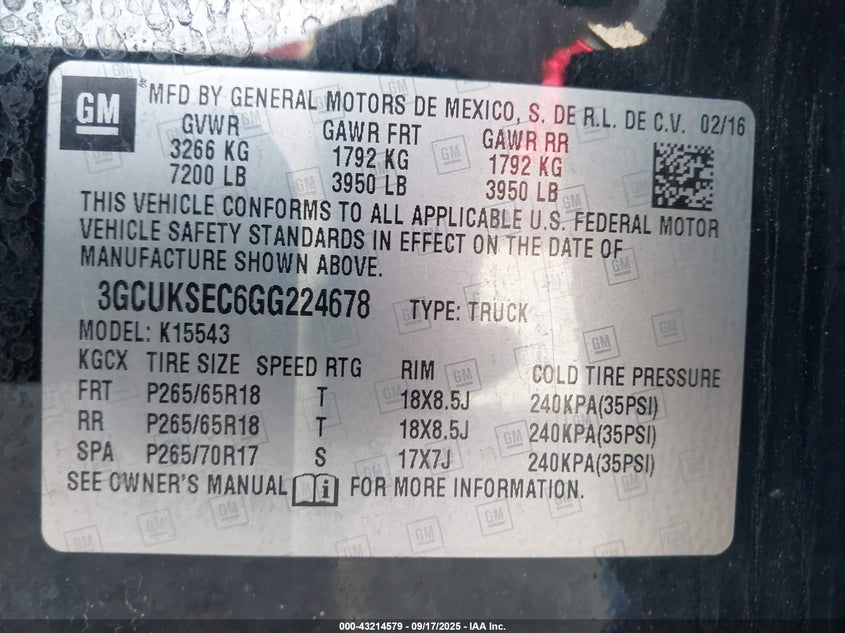 GM ® MFD BY GENERAL MOTORS DE MEXICO, S. DE R.L. DE C.V. 02/16
GVWR GAWR FRT GAWR RR
3266 KG 1792 KG 1792 KG
7200 LB 3950 LB 3950 LB
THIS VEHICLE CONFORMS TO ALL APPLICABLE U.S. FEDERAL MOTOR
VEHICLE SAFETY STANDARDS IN EFFECT ON THE DATE OF
MANUFACTURE SHOWN ABOVE.
3GCUKSEC6GG224678 TYPE: TRUCK
MODEL: K15543
KGCX TIRE SIZE SPEED RTG RIM COLD TIRE PRESSURE
FRT P265/65R18 T 18X8.5J 240KPA(35PSI)
RR P265/65R18 T 18X8.5J 240KPA(35PSI)
SPA P265/70R17 S 17X7J 240KPA(35PSI)
SEE OWNER'S MANUAL i FOR MORE INFORMATION.
000-43214579 - 09/17/2025 - IAA Inc.